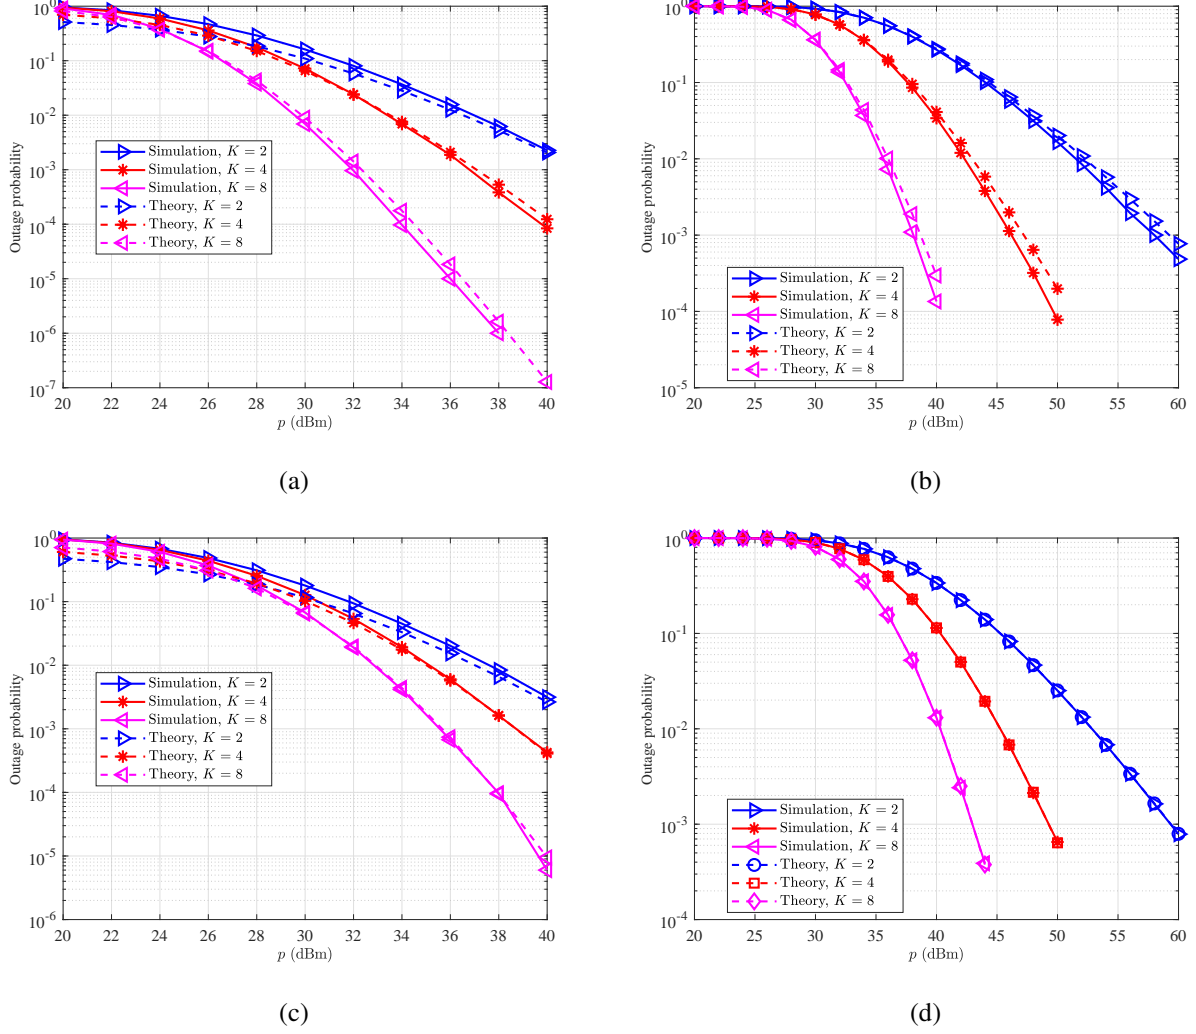 10^0
10^-1
10^-2
10^-3
10^-4
10^-5
10^-6
10^-7
Outage probability
Simulation, K = 2
Simulation, K = 4
Simulation, K = 8
Theory, K = 2
Theory, K = 4
Theory, K = 8
20 22 24 26 28 30 32 34 36 38 40
p (dBm)
(a)
10^0
10^-1
10^-2
10^-3
10^-4
10^-5
Outage probability
Simulation, K = 2
Simulation, K = 4
Simulation, K = 8
Theory, K = 2
Theory, K = 4
Theory, K = 8
20 25 30 35 40 45 50 55 60
p (dBm)
(b)
10^0
10^-1
10^-2
10^-3
10^-4
10^-5
10^-6
Outage probability
Simulation, K = 2
Simulation, K = 4
Simulation, K = 8
Theory, K = 2
Theory, K = 4
Theory, K = 8
20 22 24 26 28 30 32 34 36 38 40
p (dBm)
(c)
10^0
10^-1
10^-2
10^-3
10^-4
Outage probability
Simulation, K = 2
Simulation, K = 4
Simulation, K = 8
Theory, K = 2
Theory, K = 4
Theory, K = 8
20 25 30 35 40 45 50 55 60
p (dBm)
(d)